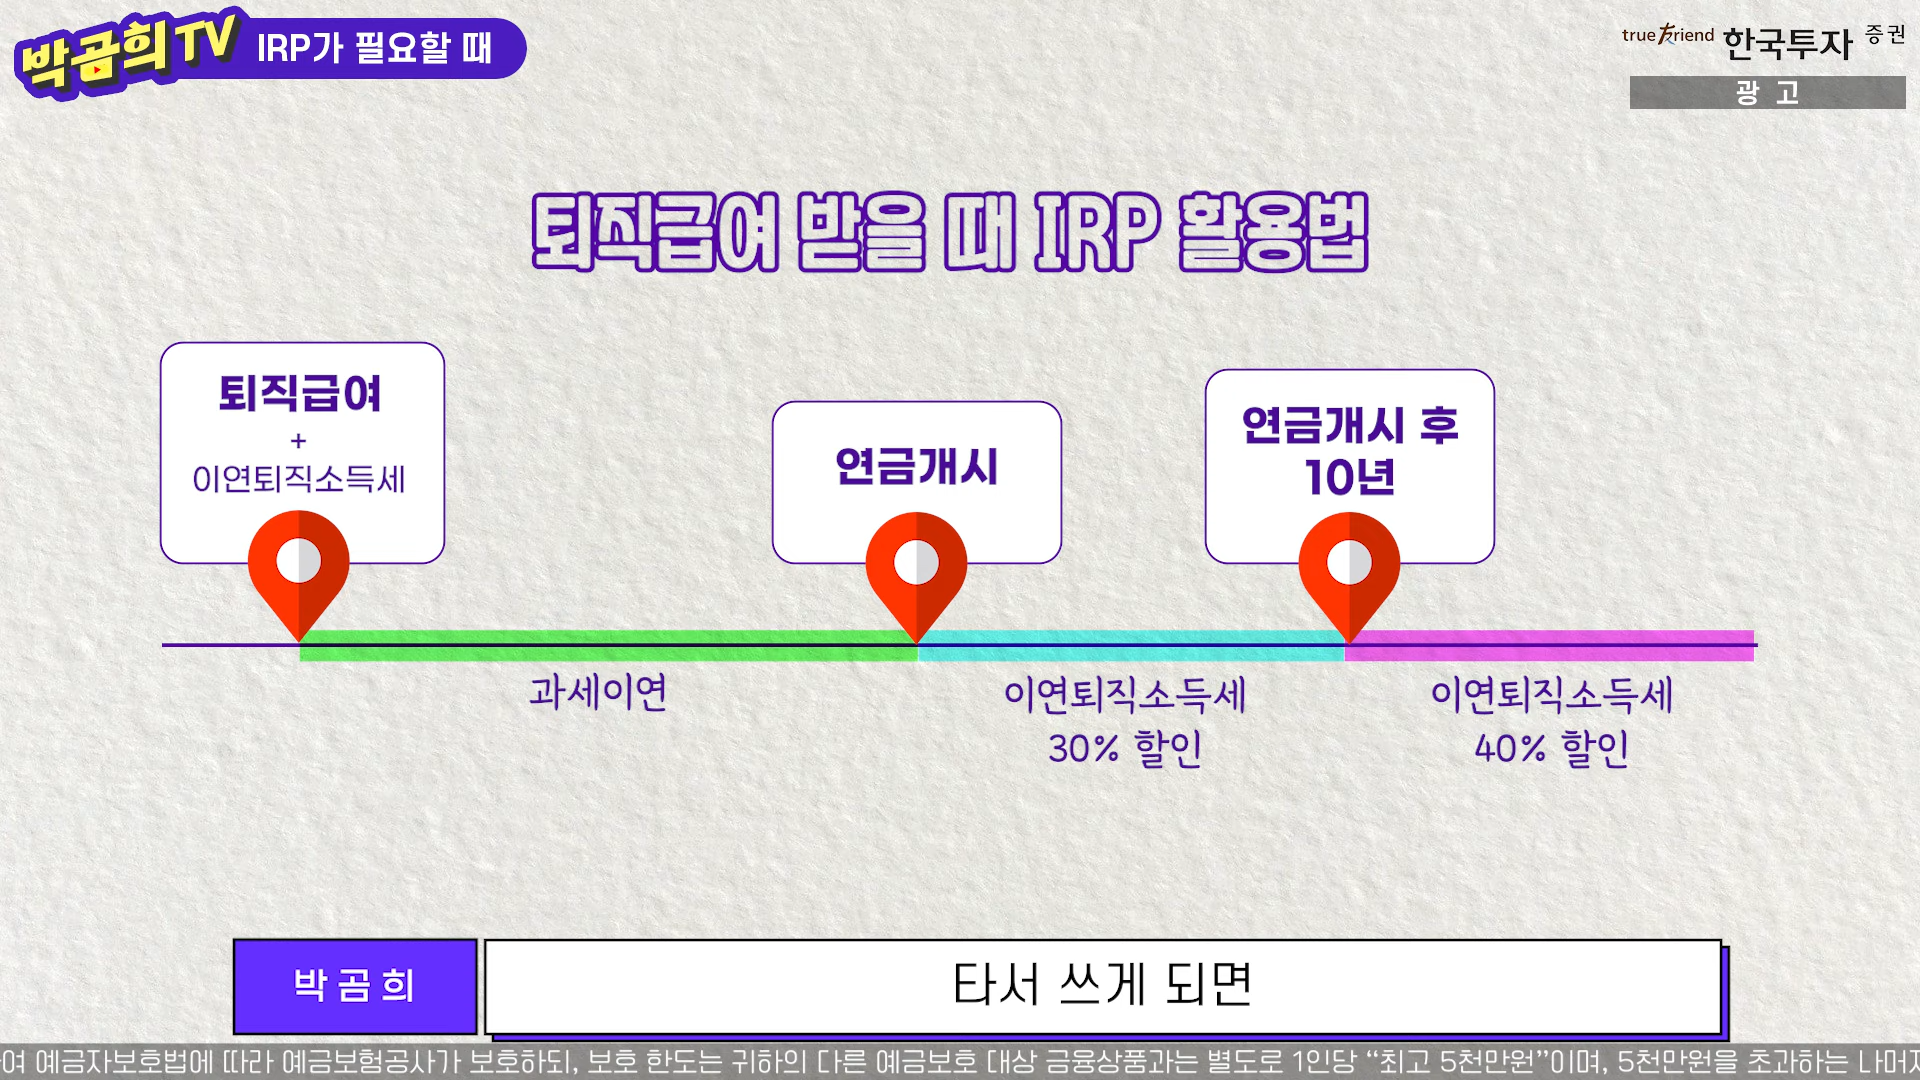 박곰희TV IRP가 필요할 때
true friend 한국투자 증권
광 고
퇴직급여 받을 때 IRP 활용법
퇴직급여
+
이연퇴직소득세
연금개시
연금개시 후
10년
과세이연
이연퇴직소득세
30% 할인
이연퇴직소득세
40% 할인
박곰희
타서 쓰게 되면
여 예금자보호법에 따라 예금보험공사가 보호하되, 보호 한도는 귀하의 다른 예금보호 대상 금융상품과는 별도로 1인당 “최고 5천만원”이며, 5천만원을 초과하는 나머지